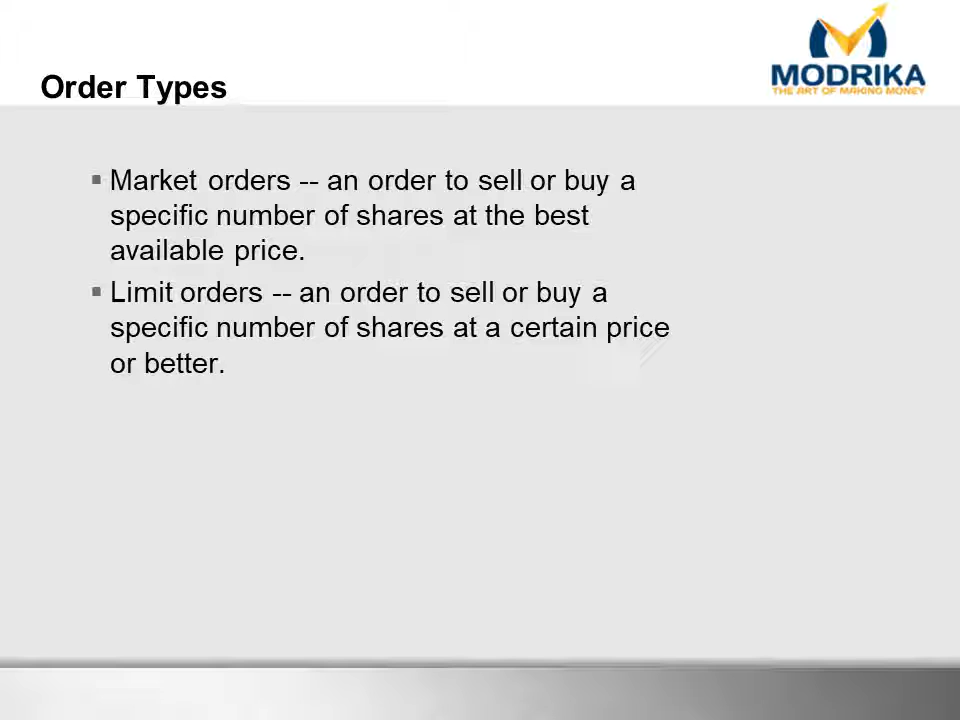 MODRIKA
THE ART OF MAKING MONEY
Order Types
▪ Market orders -- an order to sell or buy a
specific number of shares at the best
available price.
▪ Limit orders -- an order to sell or buy a
specific number of shares at a certain price
or better.